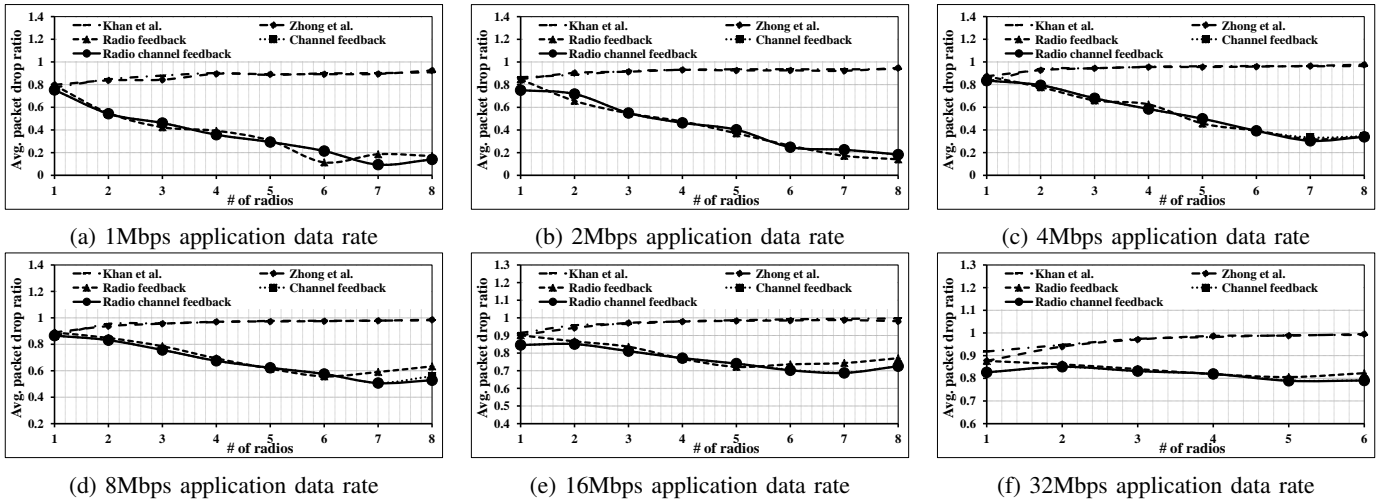 Avg. packet drop ratio
1.4
1.2
1
0.8
0.6
0.4
0.2
0
Khan et al.
Zhong et al.
Radio feedback
Channel feedback
Radio channel feedback
1 2 3 4 5 6 7 8
# of radios
(a) 1Mbps application data rate
Avg. packet drop ratio
1.4
1.2
1
0.8
0.6
0.4
0.2
0
Khan et al.
Zhong et al.
Radio feedback
Channel feedback
Radio channel feedback
1 2 3 4 5 6 7 8
# of radios
(b) 2Mbps application data rate
Avg. packet drop ratio
1.4
1.2
1
0.8
0.6
0.4
0.2
0
Khan et al.
Zhong et al.
Radio feedback
Channel feedback
Radio channel feedback
1 2 3 4 5 6 7 8
# of radios
(c) 4Mbps application data rate
Avg. packet drop ratio
1.4
1.2
1
0.8
0.6
0.4
0.2
Khan et al.
Zhong et al.
Radio feedback
Channel feedback
Radio channel feedback
1 2 3 4 5 6 7 8
# of radios
(d) 8Mbps application data rate
Avg. packet drop ratio
1.3
1.2
1.1
1
0.9
0.8
0.7
0.6
0.5
0.4
Khan et al.
Zhong et al.
Radio feedback
Channel feedback
Radio channel feedback
1 2 3 4 5 6 7 8
# of radios
(e) 16Mbps application data rate
Avg. packet drop ratio
1.3
1.2
1.1
1
0.9
0.8
0.7
0.6
Khan et al.
Zhong et al.
Radio feedback
Channel feedback
Radio channel feedback
1 2 3 4 5 6
# of radios
(f) 32Mbps application data rate